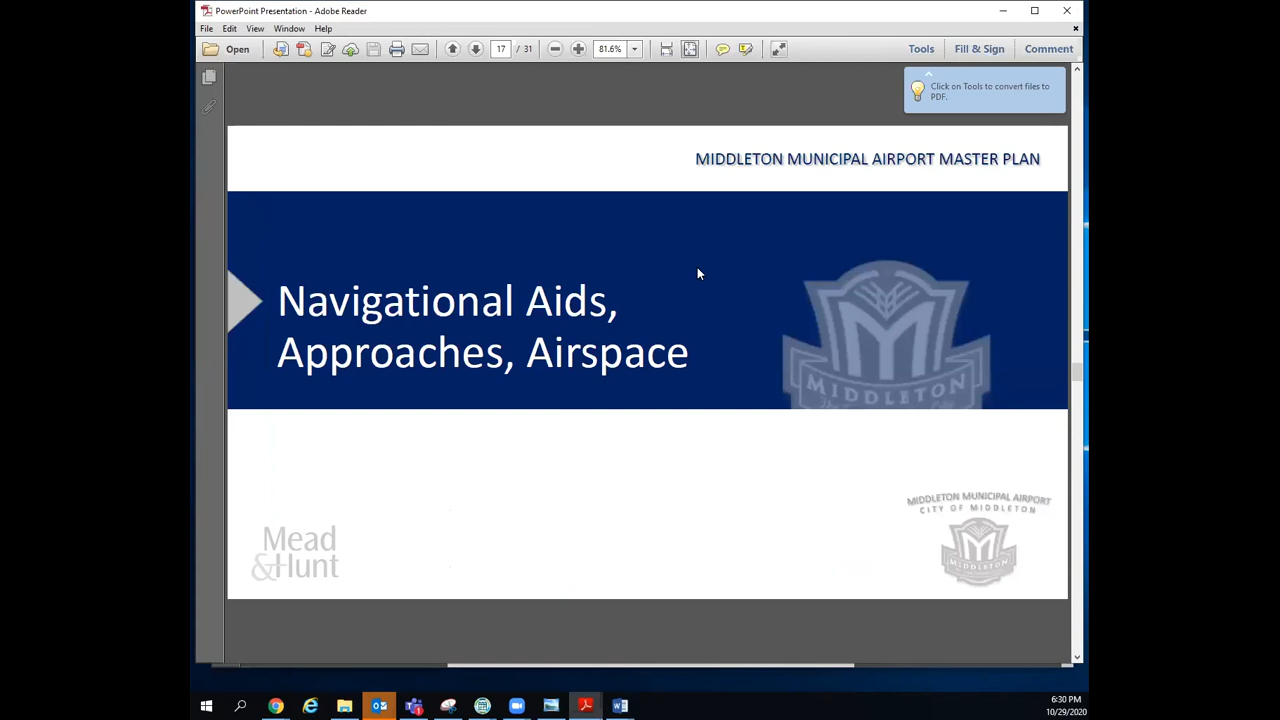 PowerPoint Presentation - Adobe Reader
File Edit View Window Help
Open 17 / 31 81.6% Tools Fill & Sign Comment
Click on Tools to convert files to
PDF.
MIDDLETON MUNICIPAL AIRPORT MASTER PLAN
Navigational Aids,
Approaches, Airspace
MIDDLETON
MIDDLETON MUNICIPAL AIRPORT
CITY OF MIDDLETON
MIDDLETON
Mead
&Hunt
6:30 PM
10/29/2020